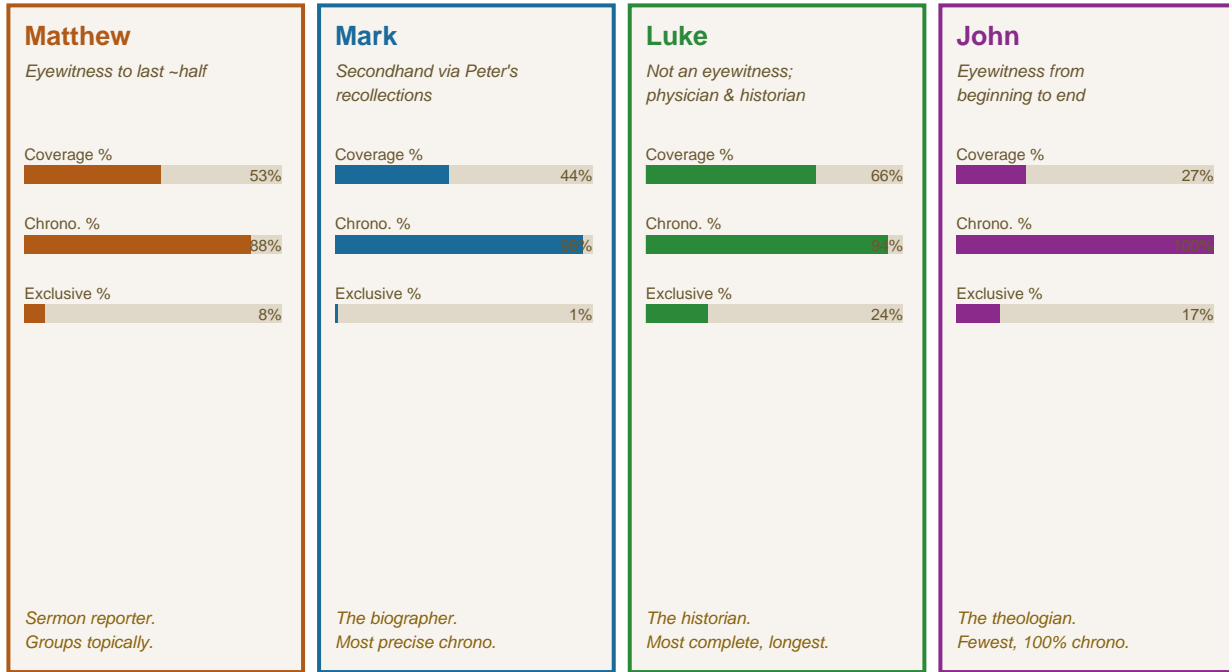 Matthew
Eyewitness to last ~half
Coverage %
53%
Chrono. %
88%
Exclusive %
8%
Sermon reporter.
Groups topically.
Mark
Secondhand via Peter's
recollections
Coverage %
44%
Chrono. %
96%
Exclusive %
1%
The biographer.
Most precise chrono.
Luke
Not an eyewitness;
physician & historian
Coverage %
66%
Chrono. %
94%
Exclusive %
24%
The historian.
Most complete, longest.
John
Eyewitness from
beginning to end
Coverage %
27%
Chrono. %
100%
Exclusive %
17%
The theologian.
Fewest, 100% chrono.